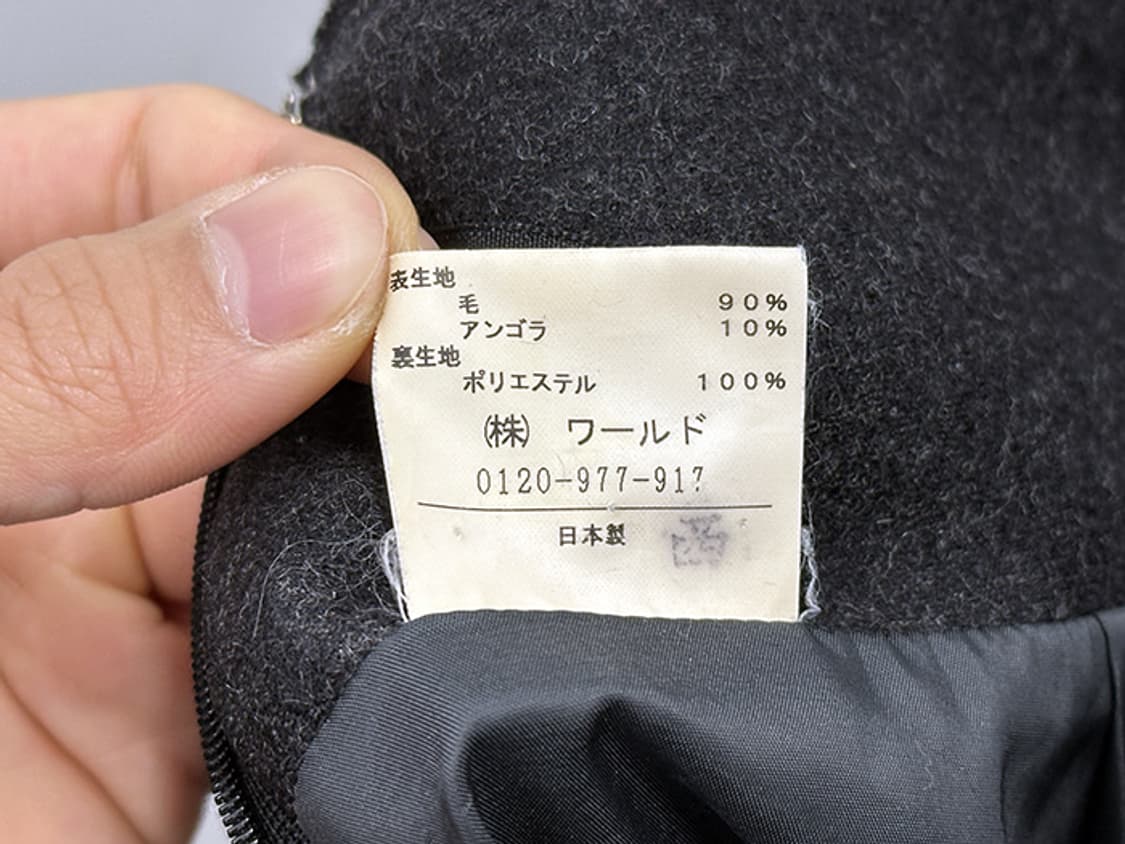 表生地
毛 90%
アンゴラ 10%
裏生地
ポリエステル 100%
㈱ ワールド
0120-977-917
日本製